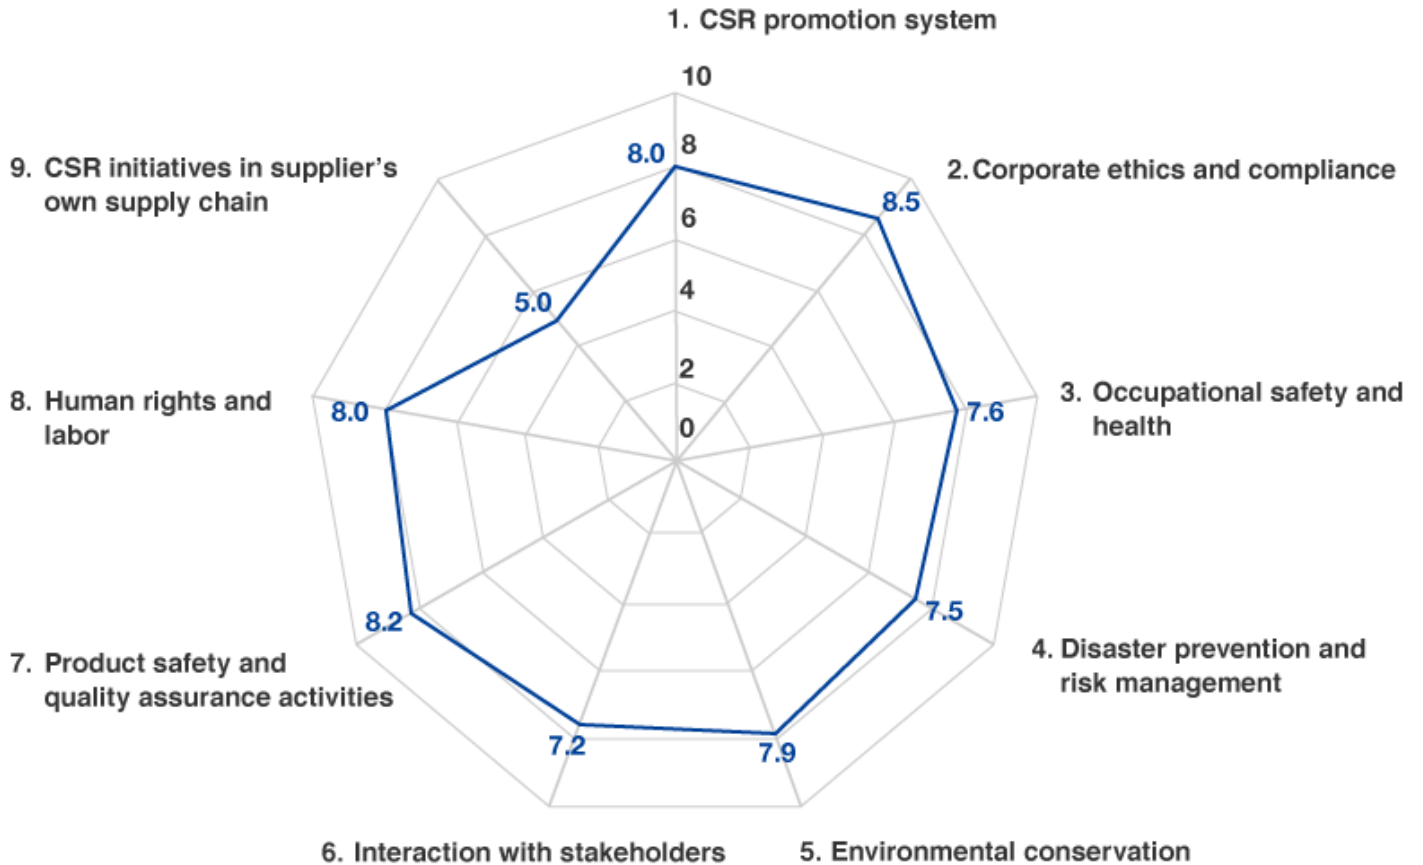 1. CSR promotion system
10
8
8.0
6
4
2
0
2. Corporate ethics and compliance
8.5
3. Occupational safety and
health
7.6
4. Disaster prevention and
risk management
7.5
5. Environmental conservation
7.9
6. Interaction with stakeholders
7.2
7. Product safety and
quality assurance activities
8.2
8. Human rights and
labor
8.0
9. CSR initiatives in supplier's
own supply chain
5.0